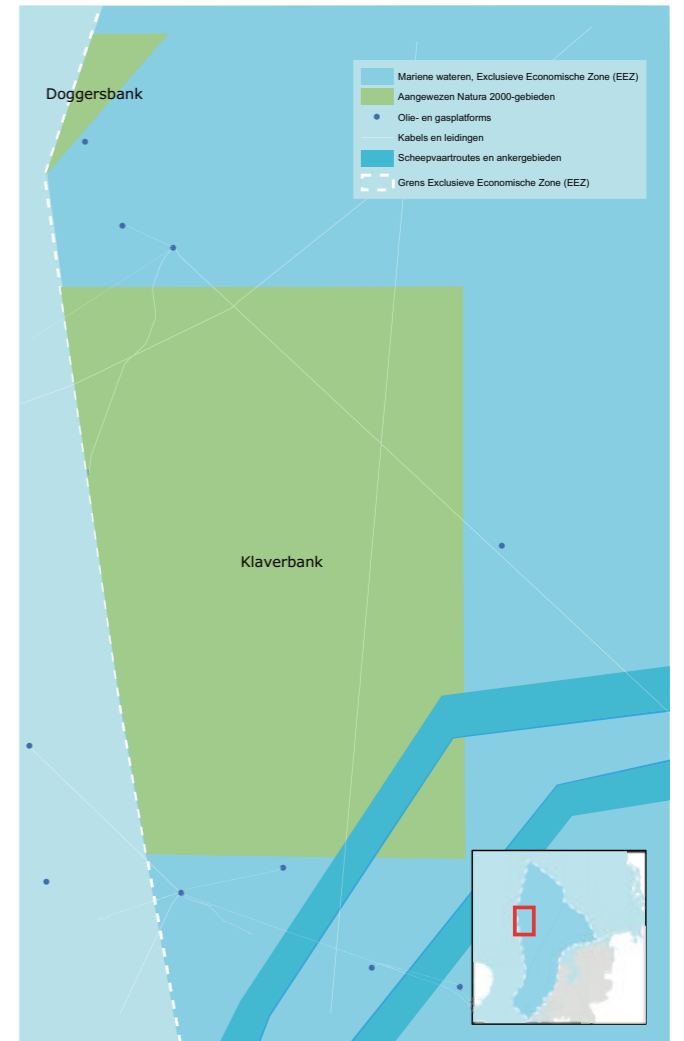 Doggersbank
Mariene wateren, Exclusieve Economische Zone (EEZ)
Aangewezen Natura 2000-gebieden
Olie- en gasplatforms
Kabels en leidingen
Scheepvaartroutes en ankergebieden
Grens Exclusieve Economische Zone (EEZ)
Klaverbank